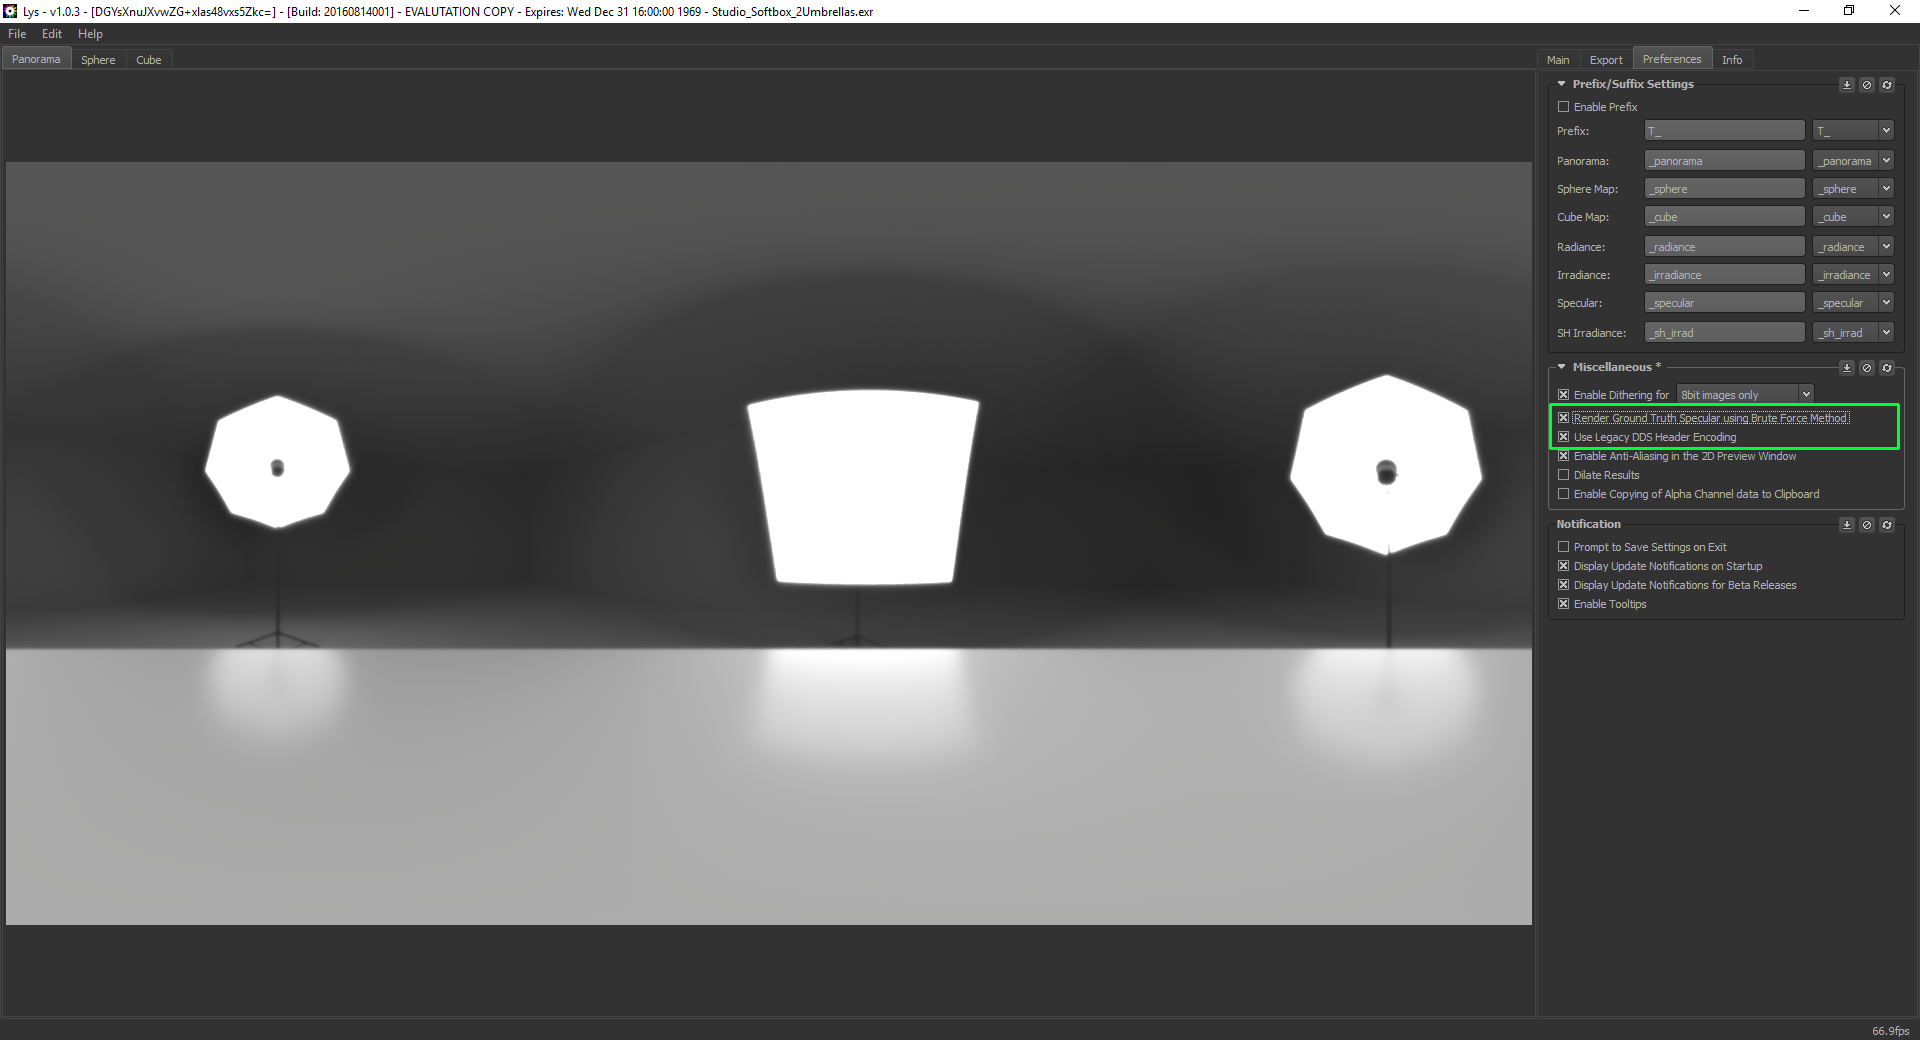 Lys - v1.0.3 - [DGYsXnuJXvwZG+xlas48vxs5Zkc=] - [Build: 20160814001] - EVALUTATION COPY - Expires: Wed Dec 31 16:00:00 1969 - Studio_Softbox_2Umbrellas.exr
File Edit Help
Panorama Sphere Cube
Main Export Preferences Info
Prefix/Suffix Settings
Enable Prefix
Prefix: T_ T_
Panorama: _panorama _panorama
Sphere Map: _sphere _sphere
Cube Map: _cube _cube
Radiance: _radiance _radiance
Irradiance: _irradiance _irradiance
Specular: _specular _specular
SH Irradiance: _sh_irrad _sh_irrad
Miscellaneous *
Enable Dithering for 8bit images only
Render Ground Truth Specular using Brute Force Method
Use Legacy DDS Header Encoding
Enable Anti-Aliasing in the 2D Preview Window
Dilate Results
Enable Copying of Alpha Channel data to Clipboard
Notification
Prompt to Save Settings on Exit
Display Update Notifications on Startup
Display Update Notifications for Beta Releases
Enable Tooltips
66.9fps